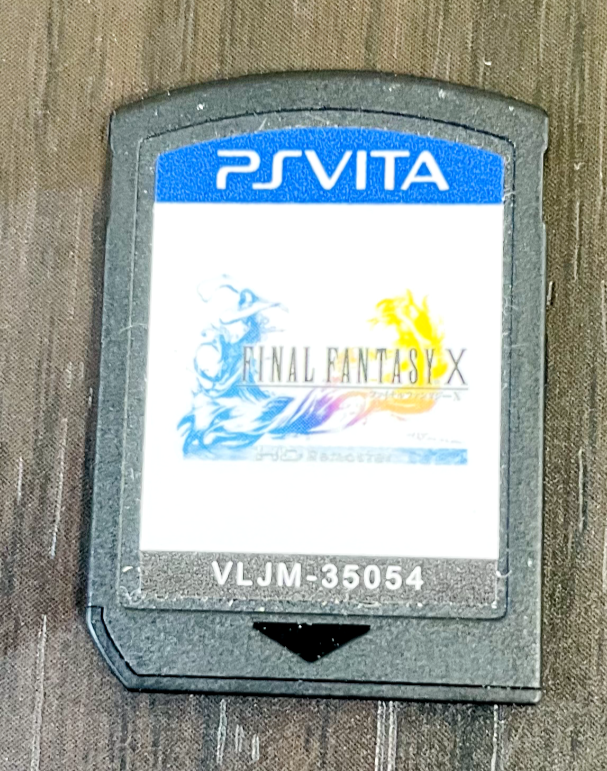 PSVITA
FINAL FANTASY X
HD Remaster
VLJM-35054